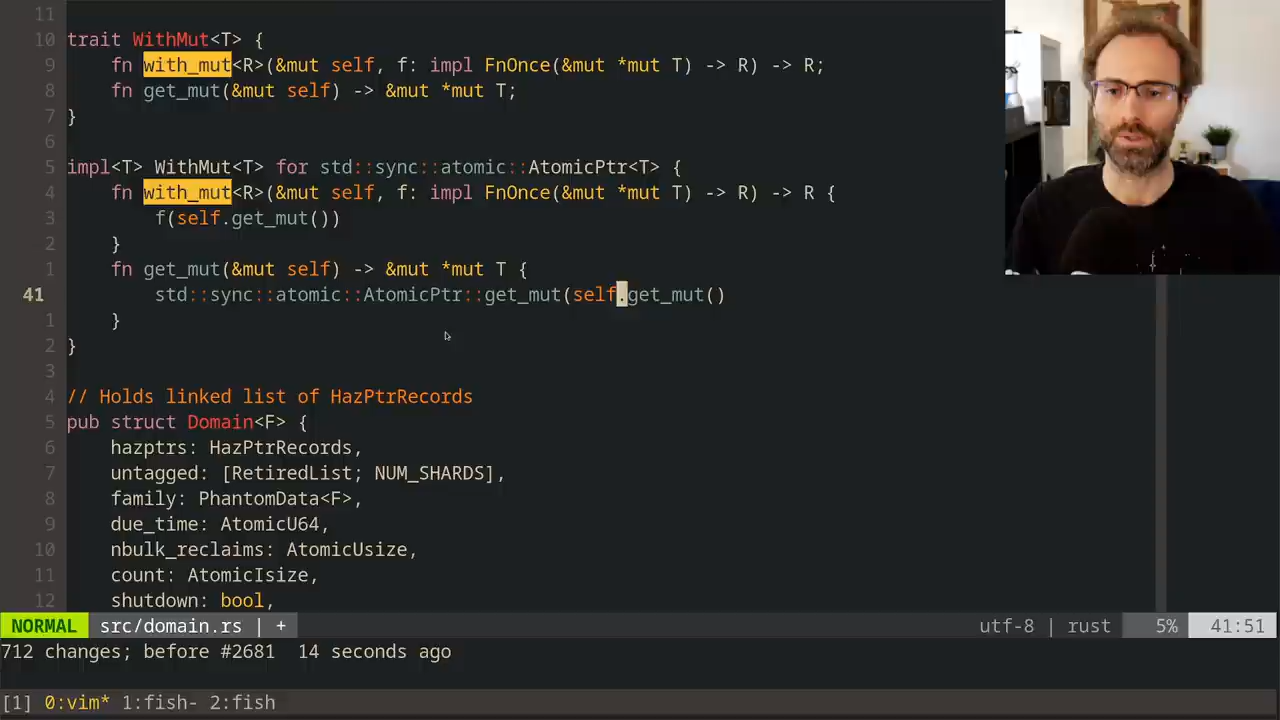 11
10 trait WithMut<T> {
9     fn with_mut<R>(&mut self, f: impl FnOnce(&mut *mut T) -> R) -> R;
8     fn get_mut(&mut self) -> &mut *mut T;
7 }
6
5 impl<T> WithMut<T> for std::sync::atomic::AtomicPtr<T> {
4     fn with_mut<R>(&mut self, f: impl FnOnce(&mut *mut T) -> R) -> R {
3         f(self.get_mut())
2     }
1     fn get_mut(&mut self) -> &mut *mut T {
41         std::sync::atomic::AtomicPtr::get_mut(self.get_mut()
1     }
2 }
3
4 // Holds linked list of HazPtrRecords
5 pub struct Domain<F> {
6     hazptrs: HazPtrRecords,
7     untagged: [RetiredList; NUM_SHARDS],
8     family: PhantomData<F>,
9     due_time: AtomicU64,
10     nbulk_reclaims: AtomicUsize,
11     count: AtomicIsize,
12     shutdown: bool,
NORMAL src/domain.rs | + utf-8 | rust 5% 41:51
712 changes; before #2681  14 seconds ago
[1] 0:vim* 1:fish- 2:fish